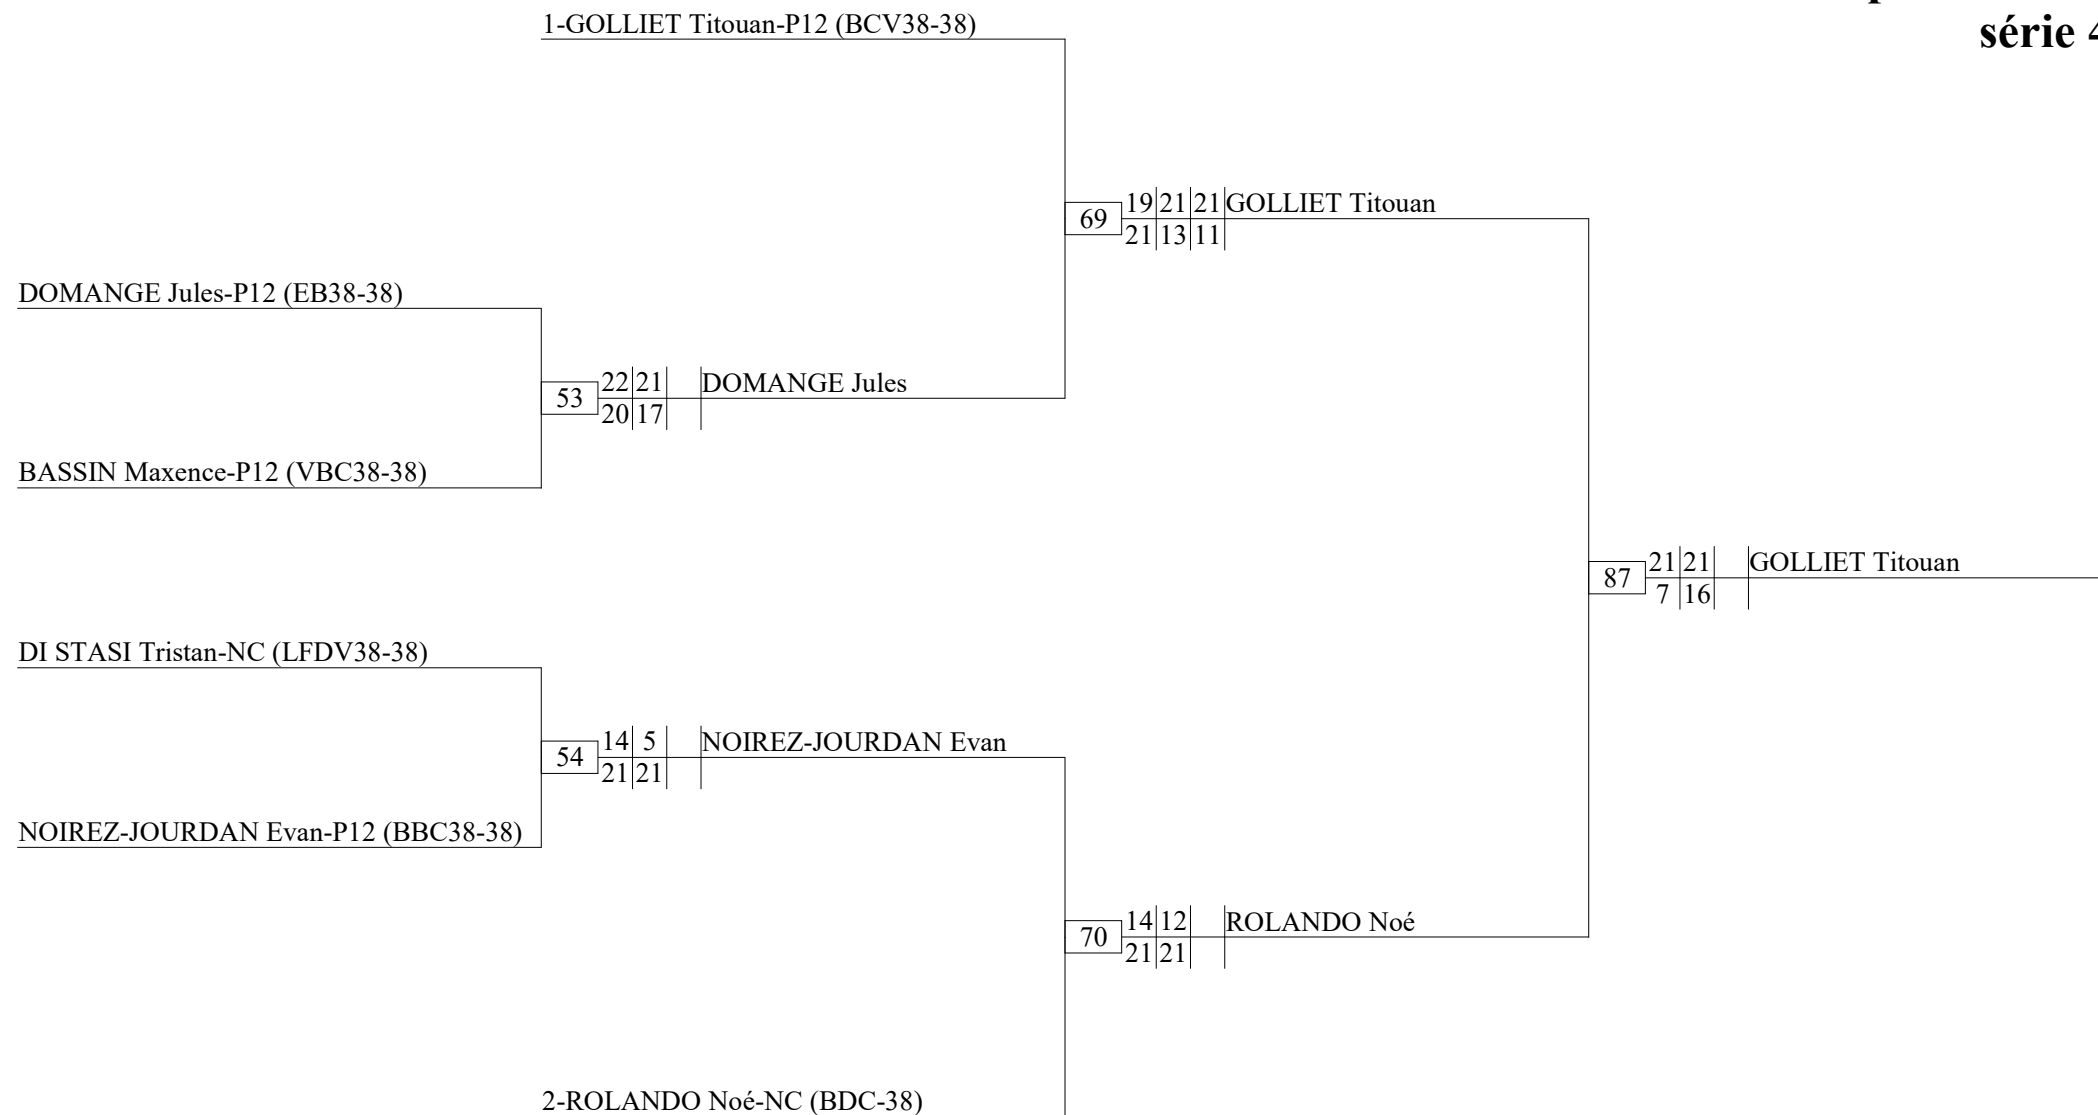 série 4
1-GOLLIET Titouan-P12 (BCV38-38)
19 21 21 GOLLIET Titouan
69
21 13 11
DOMANGE Jules-P12 (EB38-38)
22 21 DOMANGE Jules
53
20 17
BASSIN Maxence-P12 (VBC38-38)
21 21 GOLLIET Titouan
87
7 16
DI STASI Tristan-NC (LFDV38-38)
14 5 NOIREZ-JOURDAN Evan
54
21 21
NOIREZ-JOURDAN Evan-P12 (BBC38-38)
14 12 ROLANDO Noé
70
21 21
2-ROLANDO Noé-NC (BDC-38)